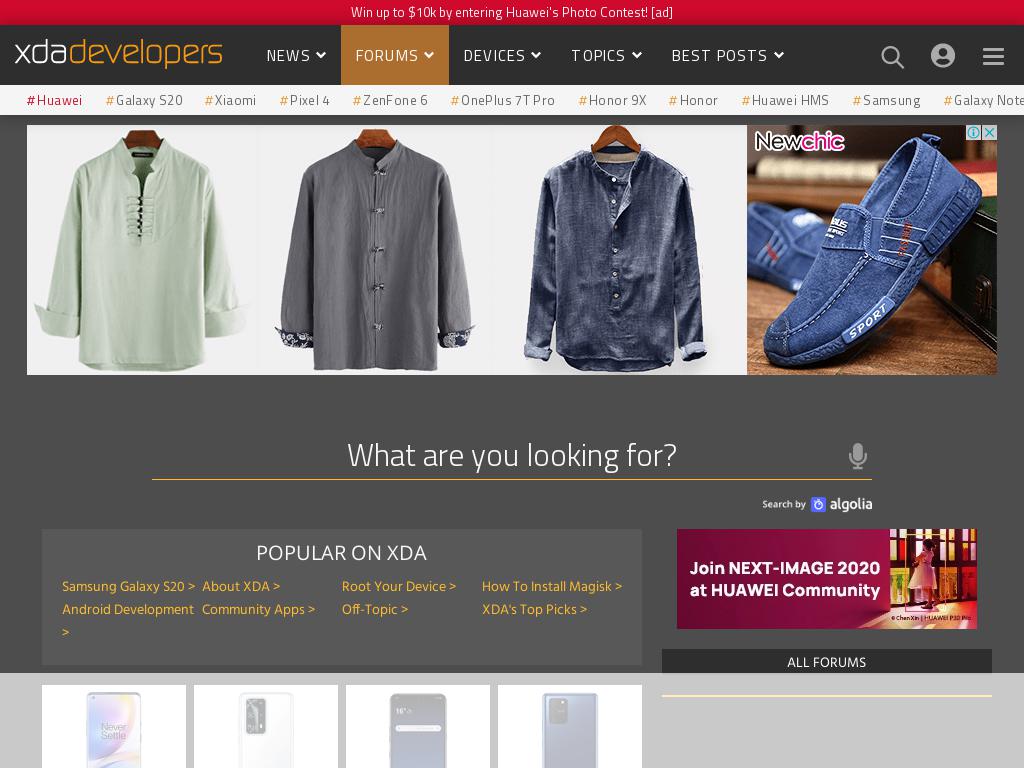 Win up to $10k by entering Huawei's Photo Contest! [ad]
xdadevelopers
NEWS
FORUMS
DEVICES
TOPICS
BEST POSTS
#Huawei
#Galaxy S20
#Xiaomi
#Pixel 4
#ZenFone 6
#OnePlus 7T Pro
#Honor 9X
#Honor
#Huawei HMS
#Samsung
#Galaxy Note
Newchic
SPORT
What are you looking for?
Search by algolia
POPULAR ON XDA
Samsung Galaxy S20 >
About XDA >
Root Your Device >
How To Install Magisk >
Android Development >
Community Apps >
Off-Topic >
XDA's Top Picks >
Join NEXT-IMAGE 2020
at HUAWEI Community
© Chen Xin | HUAWEI P30 Pro
ALL FORUMS
Never
Settle
16°